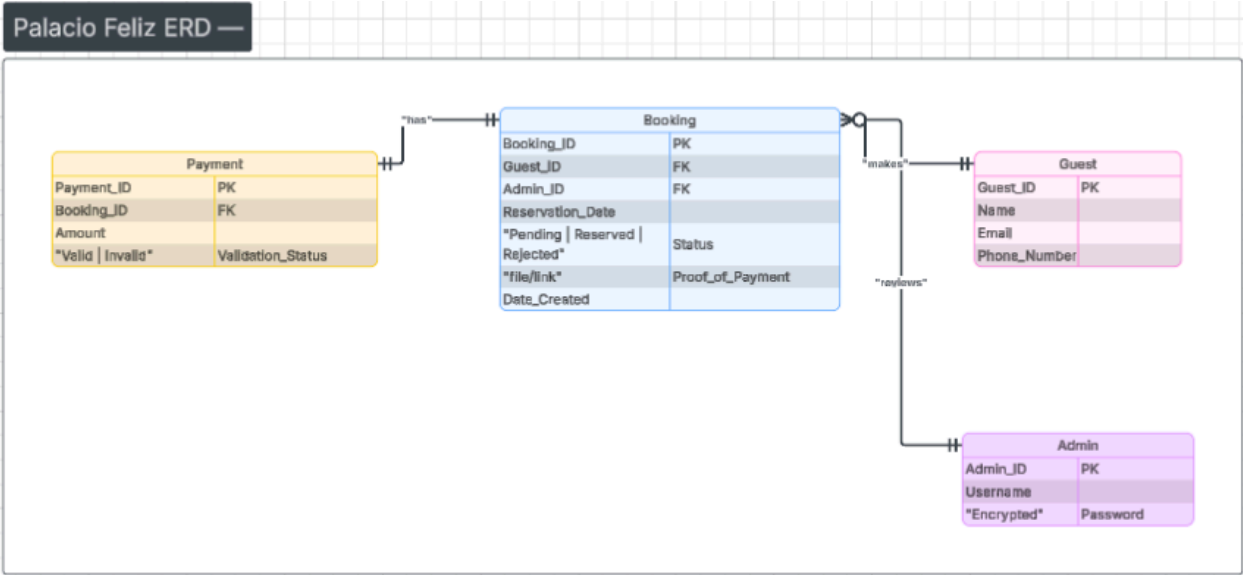 Palacio Feliz ERD —
"has"
Payment
Payment_ID PK
Booking_ID FK
Amount
"Valid | Invalid" Validation_Status
Booking
Booking_ID PK
Guest_ID FK
Admin_ID FK
Reservation_Date
"Pending | Reserved |
Rejected" Status
"file/link" Proof_of_Payment
Date_Created
"makes"
"reviews"
Guest
Guest_ID PK
Name
Email
Phone_Number
Admin
Admin_ID PK
Username
"Encrypted" Password